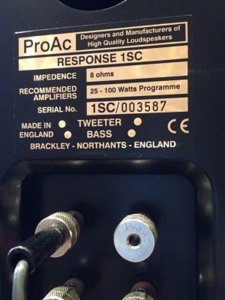 ProAc Designers and Manufacturers of
High Quality Loudspeakers
RESPONSE 1SC
IMPEDENCE 8 ohms
RECOMMENDED
AMPLIFIERS 25 - 100 Watts Programme
SERIAL No. 1SC/003587
MADE IN TWEETER CE
ENGLAND BASS
BRACKLEY - NORTHANTS - ENGLAND